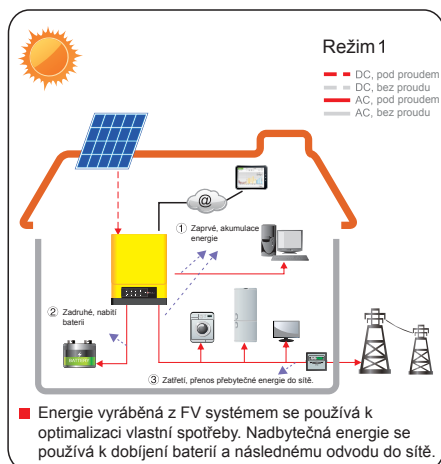 Režim 1
DC, pod proudem
DC, bez proudu
AC, pod proudem
AC, bez proudu
@
① Zaprvé, akumulace
energie
② Zadruhé, nabití
baterii
BATTERY
③ Zatřetí, přenos přebytečné energie do sítě.
Energie vyráběná z FV systémem se používá k
optimalizaci vlastní spotřeby. Nadbytečná energie se
používá k dobíjení baterií a následnému odvodu do sítě.